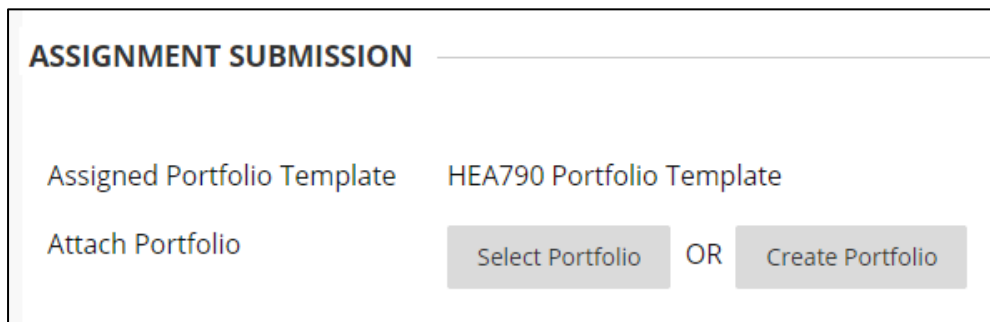 ASSIGNMENT SUBMISSION
Assigned Portfolio Template HEA790 Portfolio Template
Attach Portfolio Select Portfolio OR Create Portfolio